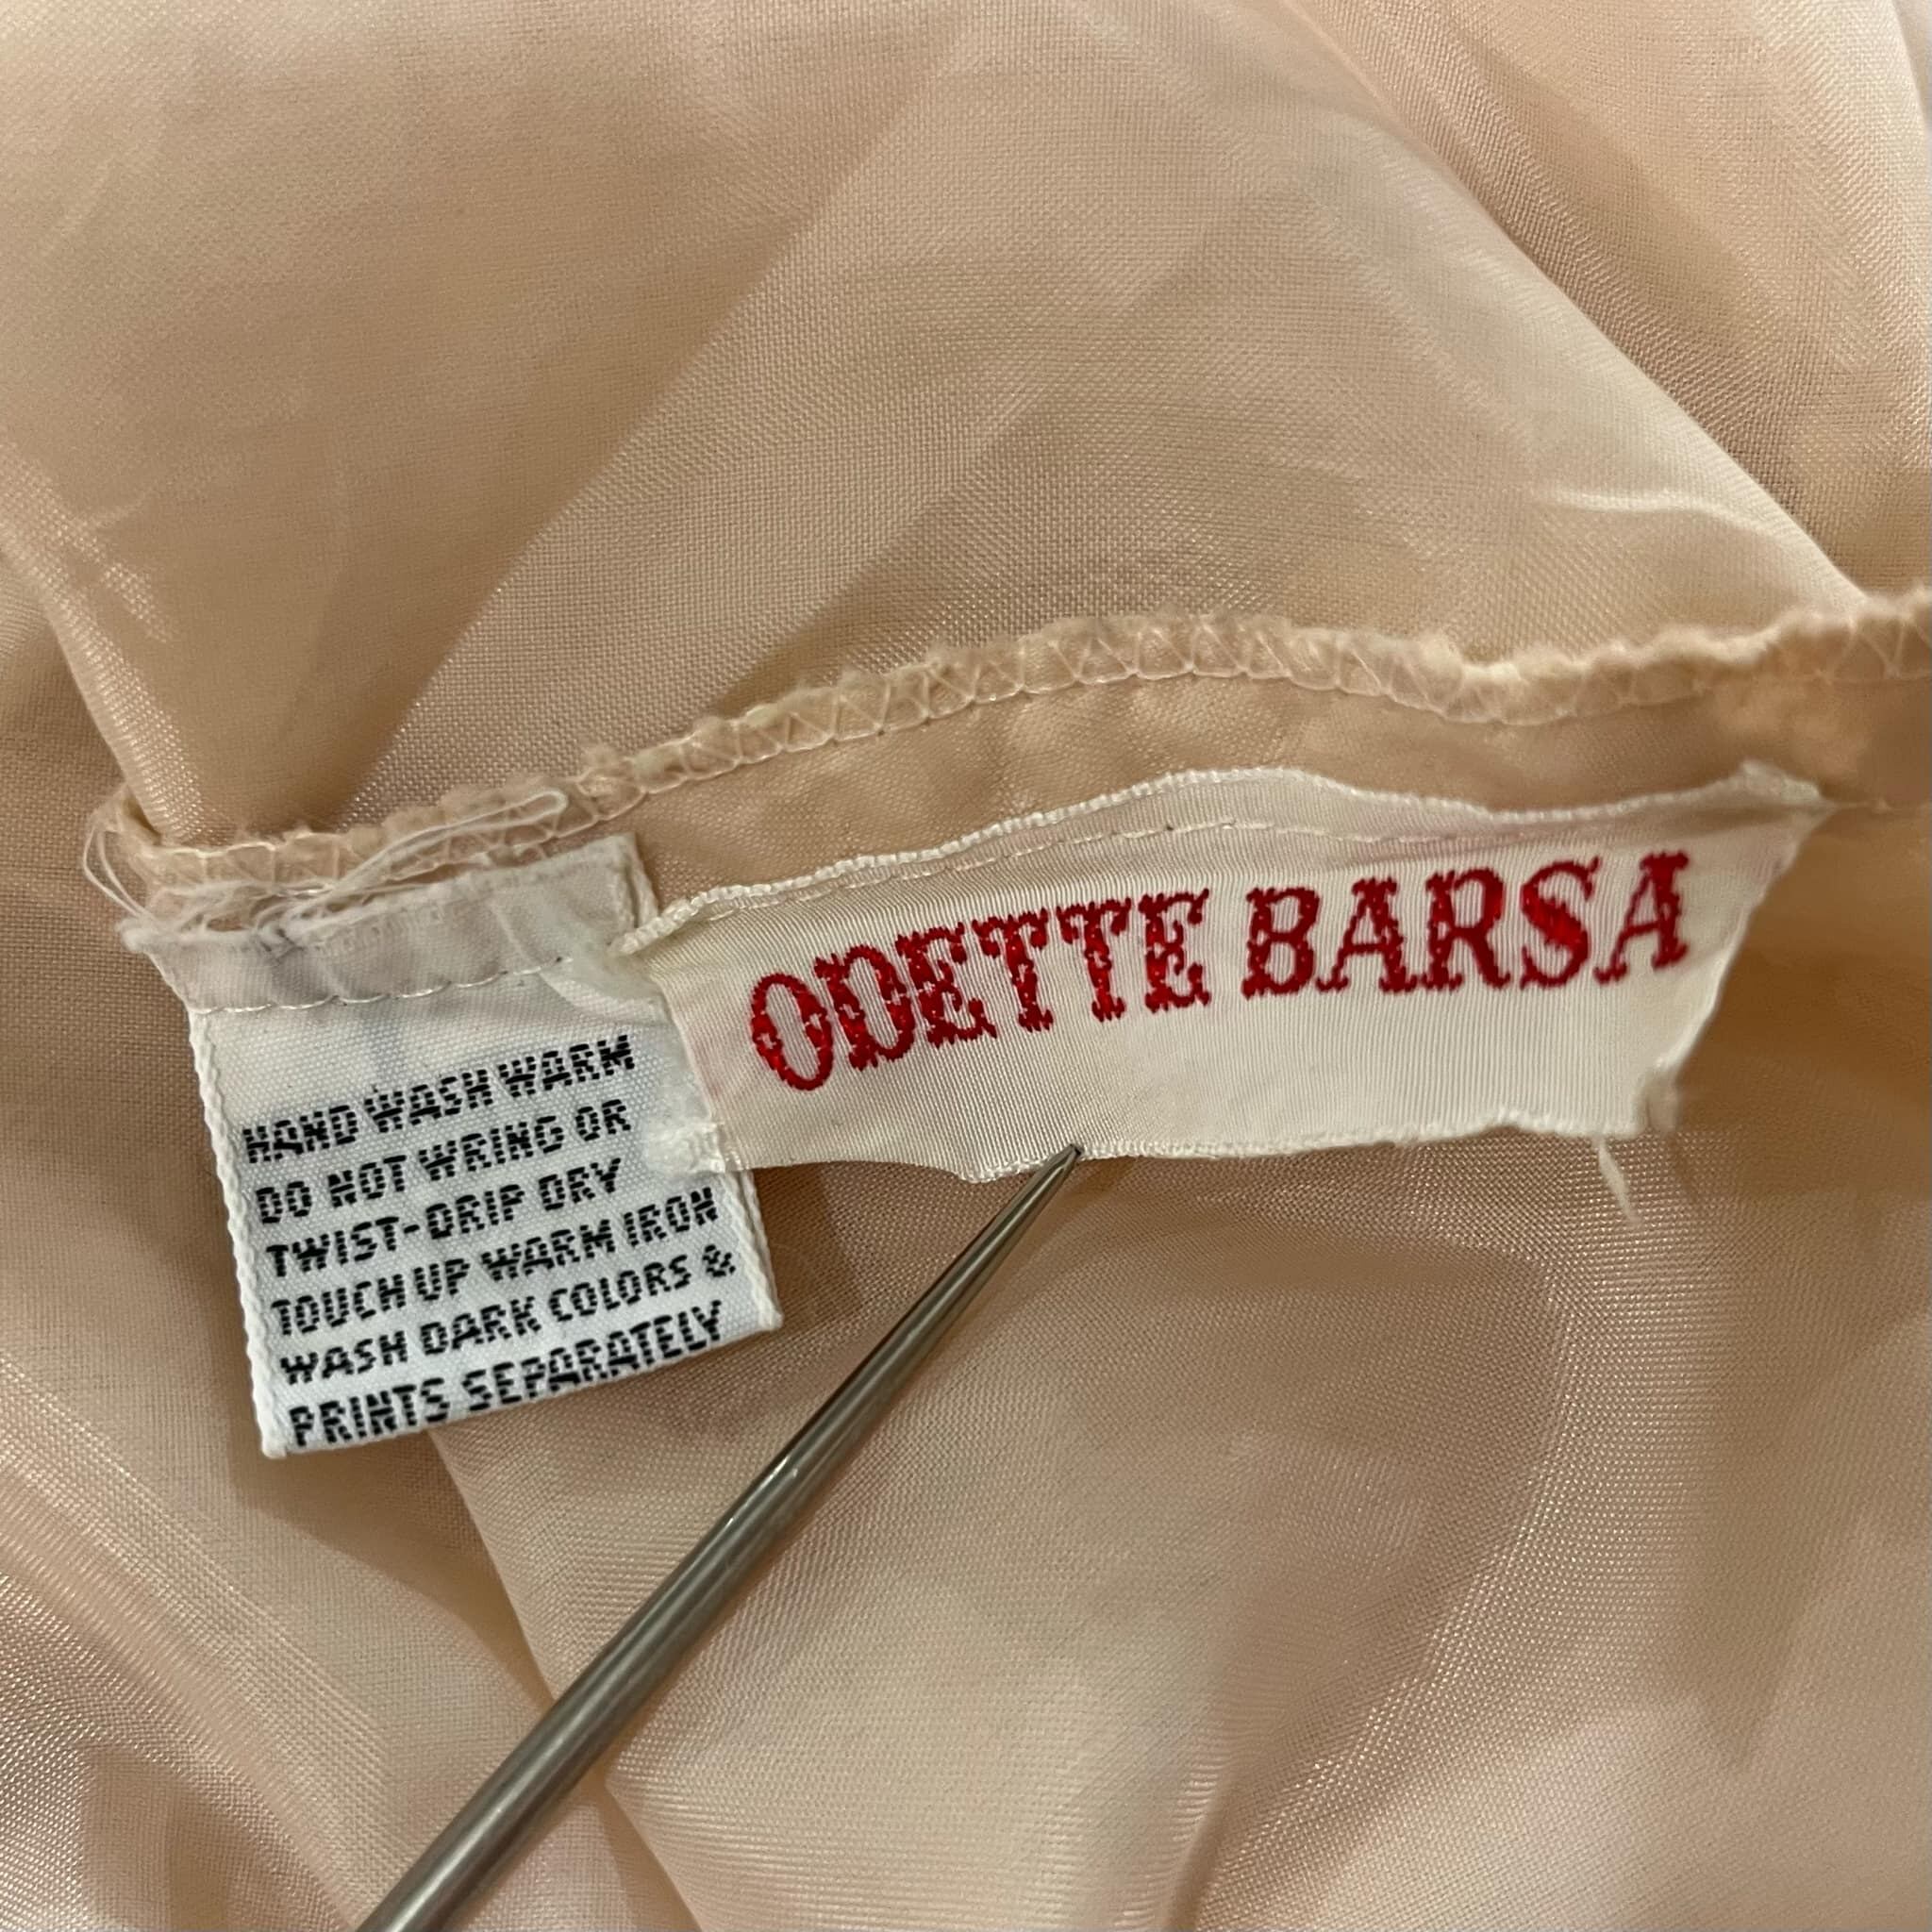 ODETTE BARSA
HAND WASH WARM
DO NOT WRING OR
TWIST-DRIP DRY
TOUCH UP WARM IRON
WASH DARK COLORS &
PRINTS SEPARATELY